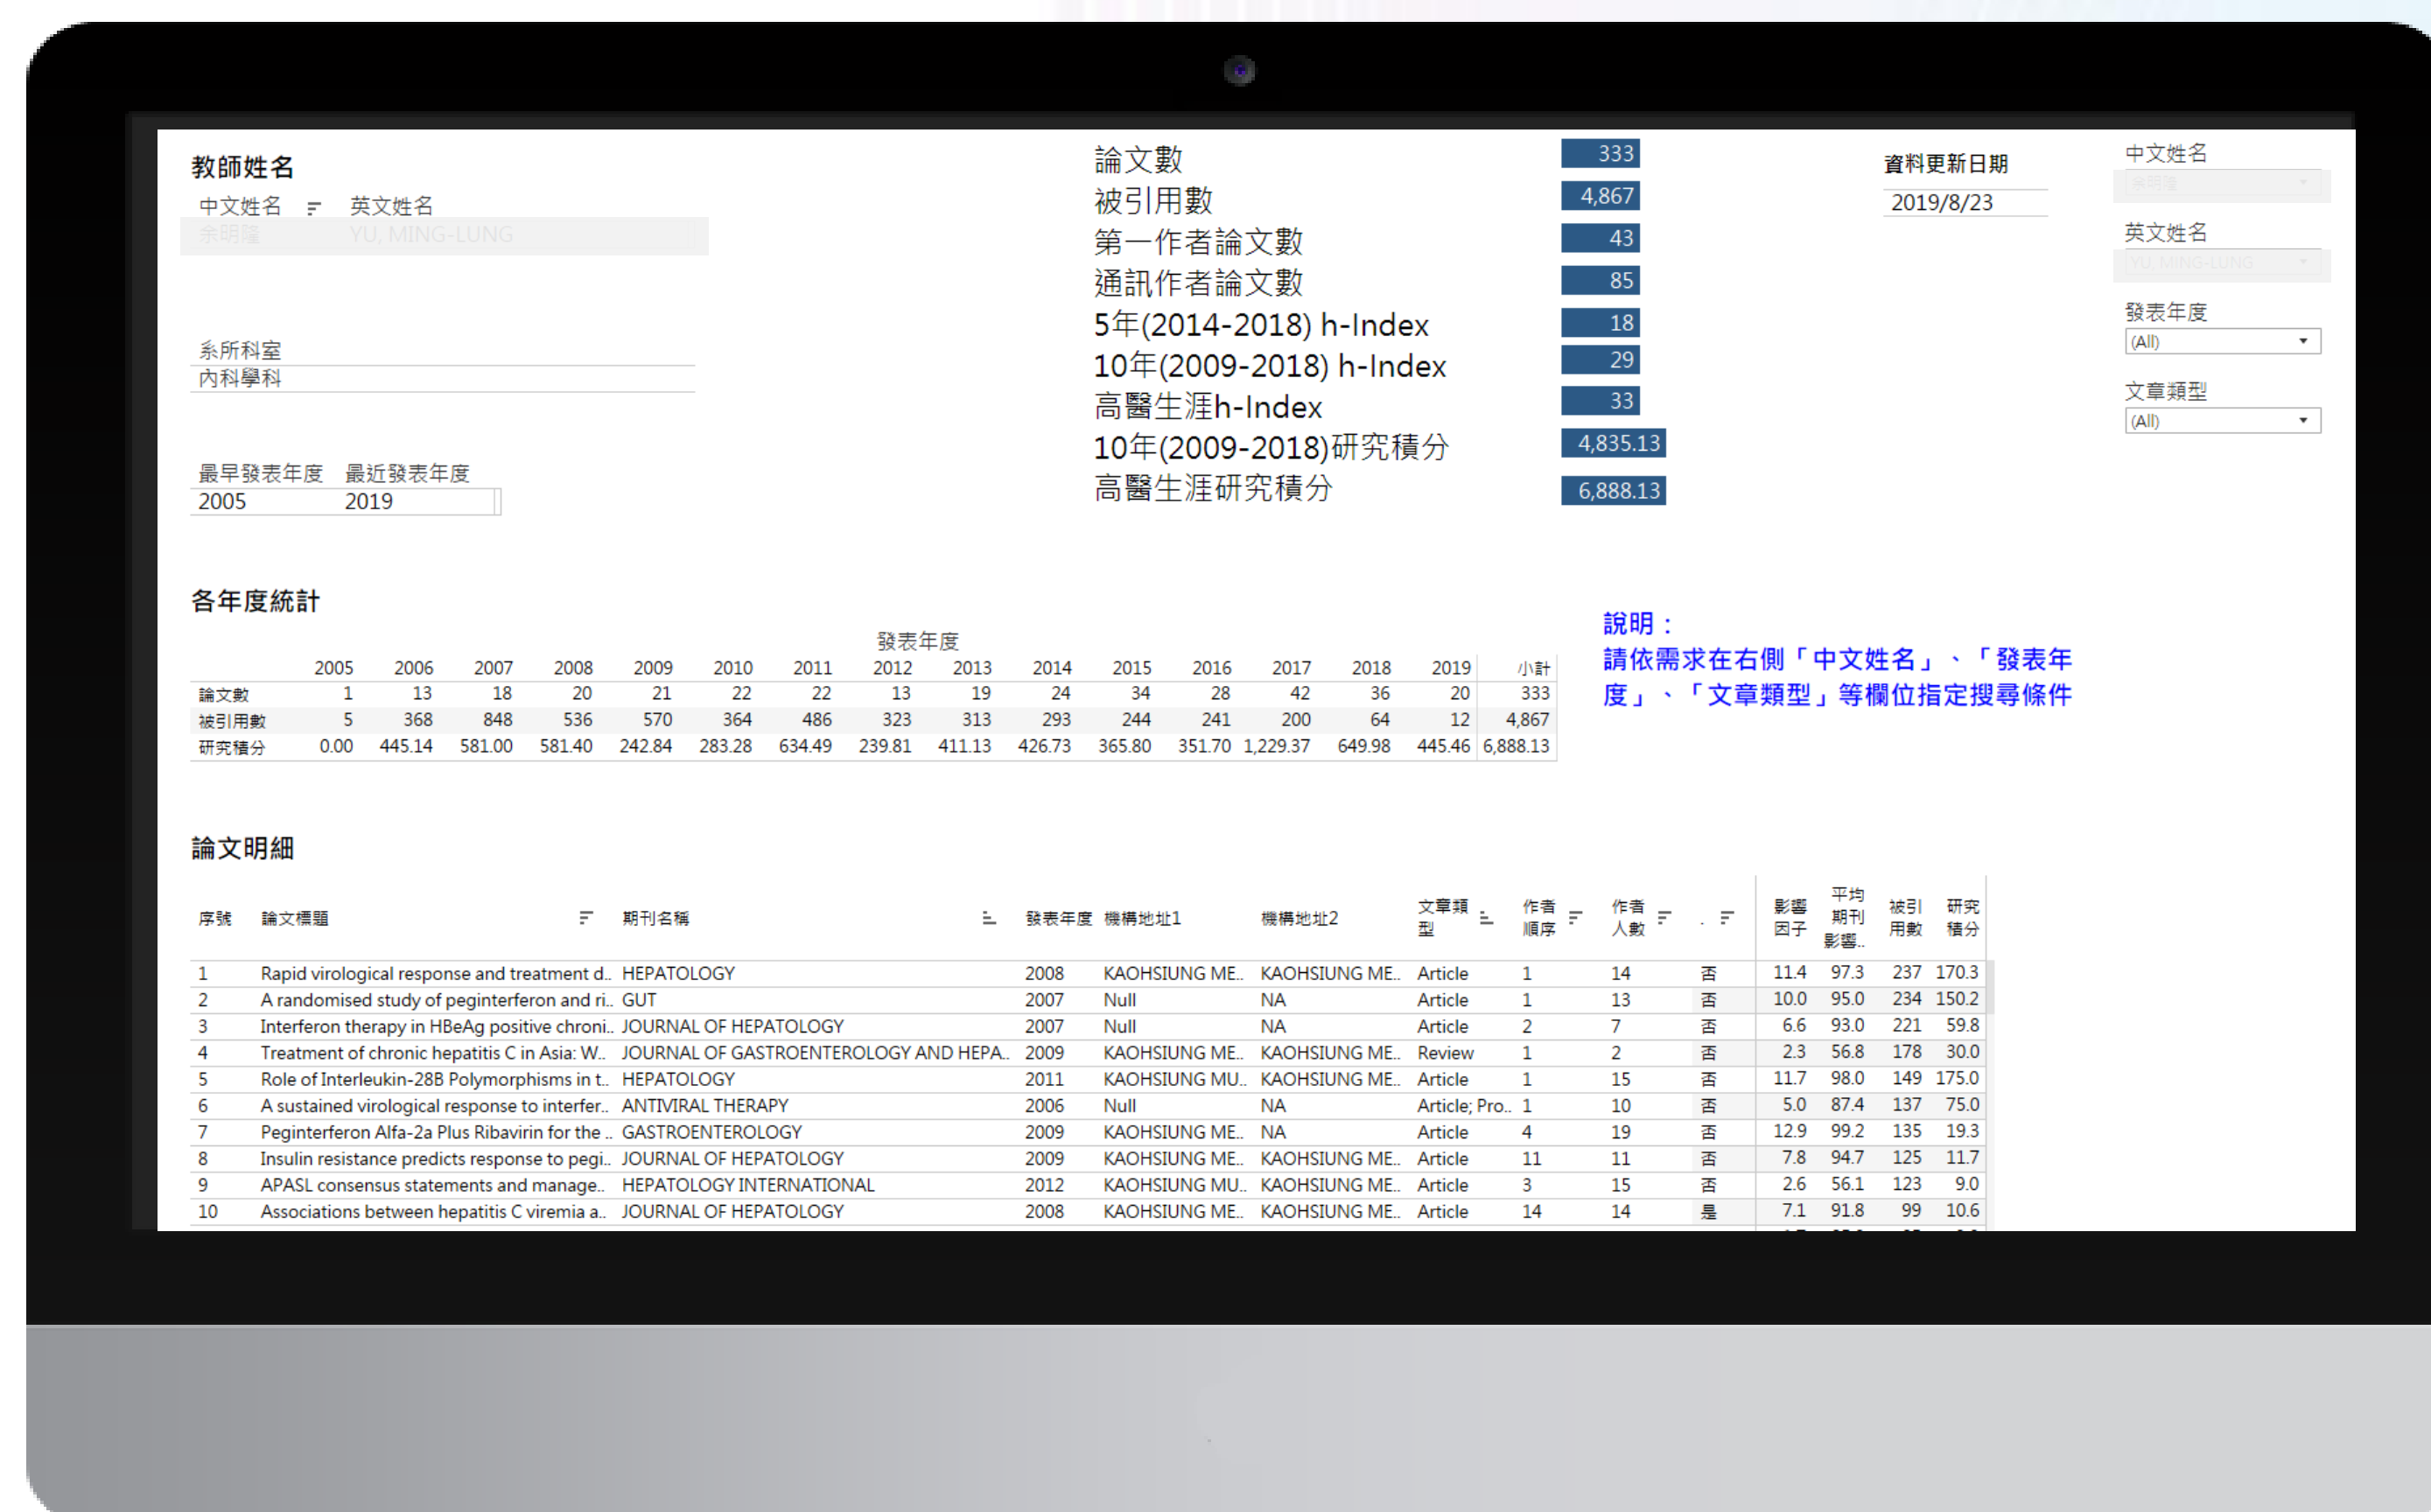 教師姓名
中文姓名 英文姓名
余明隆 YU, MING-LUNG
系所科室
內科學科
最早發表年度 最近發表年度
2005 2019
論文數 333
被引用數 4,867
第一作者論文數 43
通訊作者論文數 85
5年(2014-2018) h-Index 18
10年(2009-2018) h-Index 29
高醫生涯h-Index 33
10年(2009-2018)研究積分 4,835.13
高醫生涯研究積分 6,888.13
資料更新日期
2019/8/23
中文姓名
余明隆
英文姓名
YU, MING-LUNG
發表年度
(All)
文章類型
(All)
各年度統計
發表年度
2005 2006 2007 2008 2009 2010 2011 2012 2013 2014 2015 2016 2017 2018 2019 小計
論文數 1 13 18 20 21 22 22 13 19 24 34 28 42 36 20 333
被引用數 5 368 848 536 570 364 486 323 313 293 244 241 200 64 12 4,867
研究積分 0.00 445.14 581.00 581.40 242.84 283.28 634.49 239.81 411.13 426.73 365.80 351.70 1,229.37 649.98 445.46 6,888.13
說明：
請依需求在右側「中文姓名」、「發表年
度」、「文章類型」等欄位指定搜尋條件
論文明細
序號 論文標題 期刊名稱 發表年度 機構地址1 機構地址2 文章類型 作者順序 作者人數 . 影響因子 平均期刊影響.. 被引用數 研究積分
1 Rapid virological response and treatment d.. HEPATOLOGY 2008 KAOHSIUNG ME.. KAOHSIUNG ME.. Article 1 14 否 11.4 97.3 237 170.3
2 A randomised study of peginterferon and ri.. GUT 2007 Null NA Article 1 13 否 10.0 95.0 234 150.2
3 Interferon therapy in HBeAg positive chroni.. JOURNAL OF HEPATOLOGY 2007 Null NA Article 2 7 否 6.6 93.0 221 59.8
4 Treatment of chronic hepatitis C in Asia: W.. JOURNAL OF GASTROENTEROLOGY AND HEPA.. 2009 KAOHSIUNG ME.. KAOHSIUNG ME.. Review 1 2 否 2.3 56.8 178 30.0
5 Role of Interleukin-28B Polymorphisms in t.. HEPATOLOGY 2011 KAOHSIUNG MU.. KAOHSIUNG ME.. Article 1 15 否 11.7 98.0 149 175.0
6 A sustained virological response to interfer.. ANTIVIRAL THERAPY 2006 Null NA Article; Pro.. 1 10 否 5.0 87.4 137 75.0
7 Peginterferon Alfa-2a Plus Ribavirin for the .. GASTROENTEROLOGY 2009 KAOHSIUNG ME.. NA Article 4 19 否 12.9 99.2 135 19.3
8 Insulin resistance predicts response to pegi.. JOURNAL OF HEPATOLOGY 2009 KAOHSIUNG ME.. KAOHSIUNG ME.. Article 11 11 否 7.8 94.7 125 11.7
9 APASL consensus statements and manage.. HEPATOLOGY INTERNATIONAL 2012 KAOHSIUNG MU.. KAOHSIUNG ME.. Article 3 15 否 2.6 56.1 123 9.0
10 Associations between hepatitis C viremia a.. JOURNAL OF HEPATOLOGY 2008 KAOHSIUNG ME.. KAOHSIUNG ME.. Article 14 14 是 7.1 91.8 99 10.6